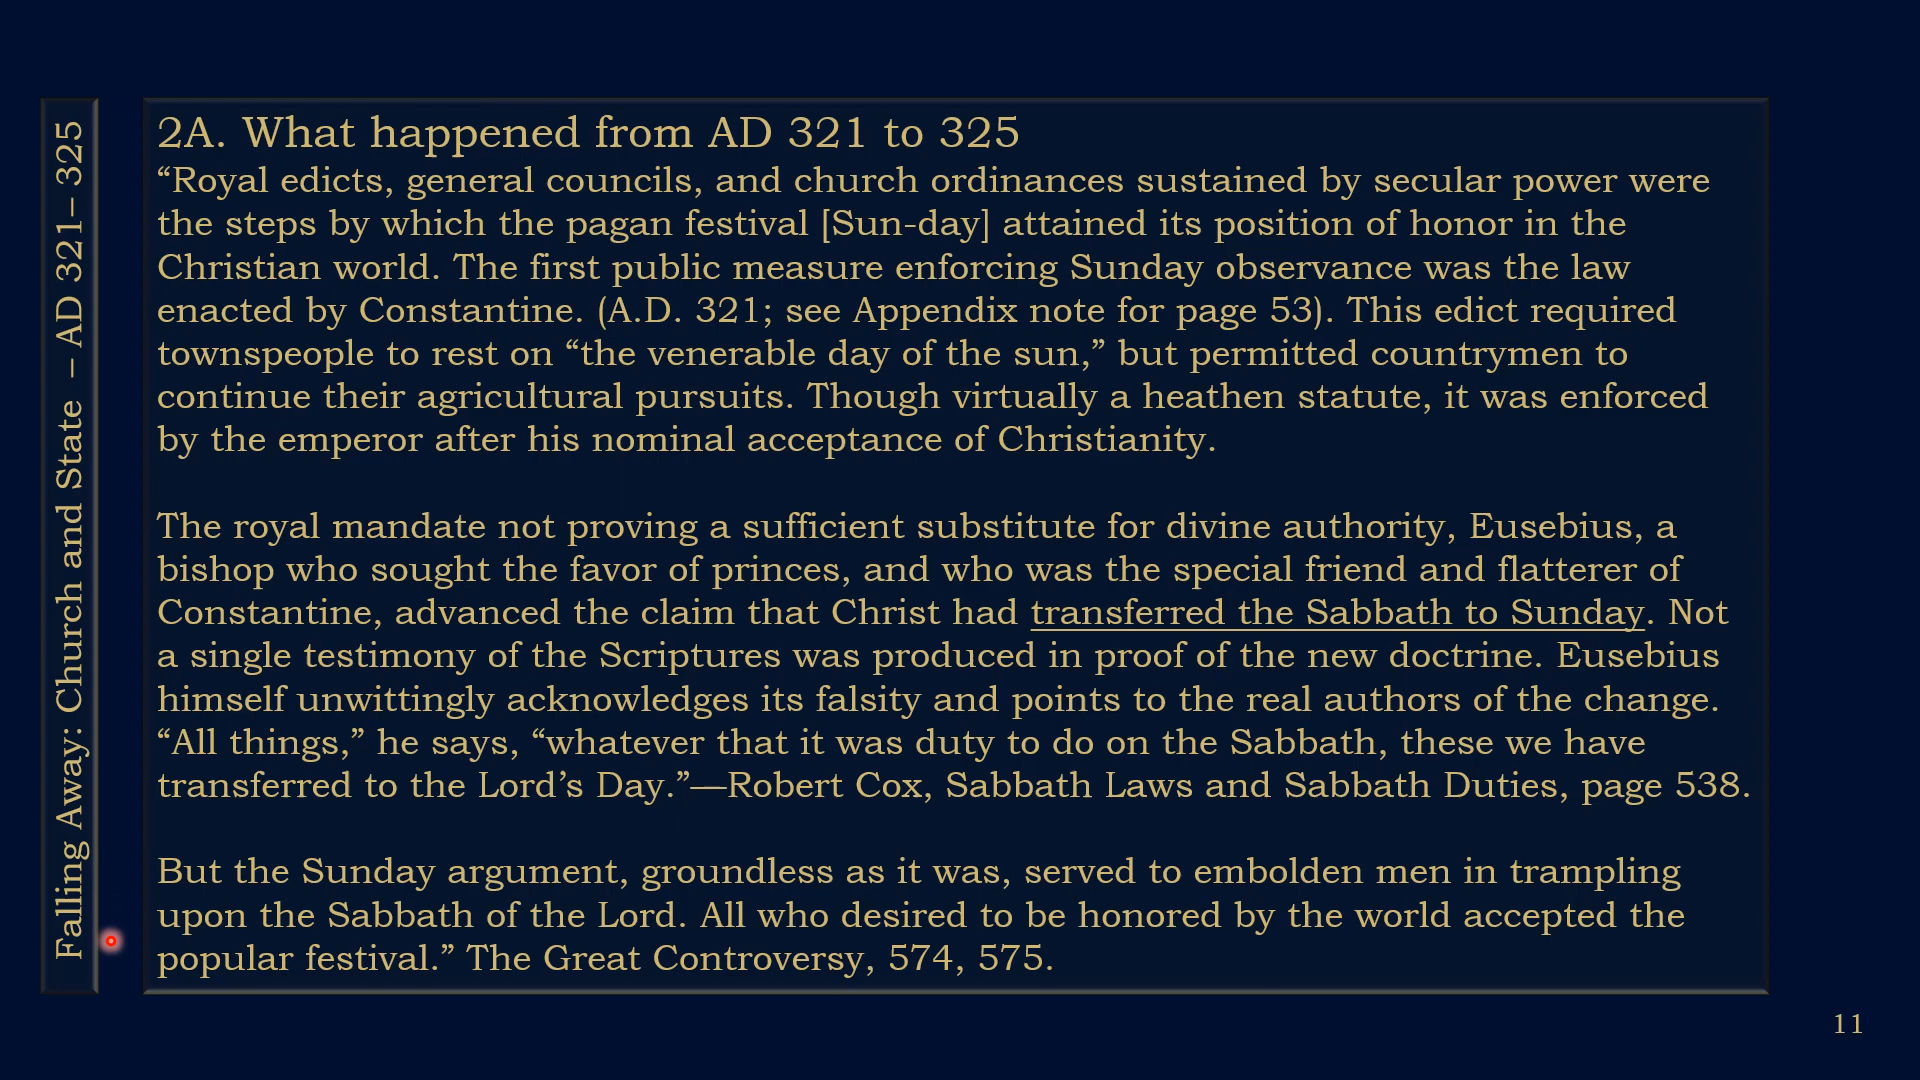 Falling Away: Church and State – AD 321– 325
2A. What happened from AD 321 to 325
“Royal edicts, general councils, and church ordinances sustained by secular power were
the steps by which the pagan festival [Sun-day] attained its position of honor in the
Christian world. The first public measure enforcing Sunday observance was the law
enacted by Constantine. (A.D. 321; see Appendix note for page 53). This edict required
townspeople to rest on “the venerable day of the sun,” but permitted countrymen to
continue their agricultural pursuits. Though virtually a heathen statute, it was enforced
by the emperor after his nominal acceptance of Christianity.
The royal mandate not proving a sufficient substitute for divine authority, Eusebius, a
bishop who sought the favor of princes, and who was the special friend and flatterer of
Constantine, advanced the claim that Christ had transferred the Sabbath to Sunday. Not
a single testimony of the Scriptures was produced in proof of the new doctrine. Eusebius
himself unwittingly acknowledges its falsity and points to the real authors of the change.
“All things,” he says, “whatever that it was duty to do on the Sabbath, these we have
transferred to the Lord’s Day.”—Robert Cox, Sabbath Laws and Sabbath Duties, page 538.
But the Sunday argument, groundless as it was, served to embolden men in trampling
upon the Sabbath of the Lord. All who desired to be honored by the world accepted the
popular festival.” The Great Controversy, 574, 575.
11